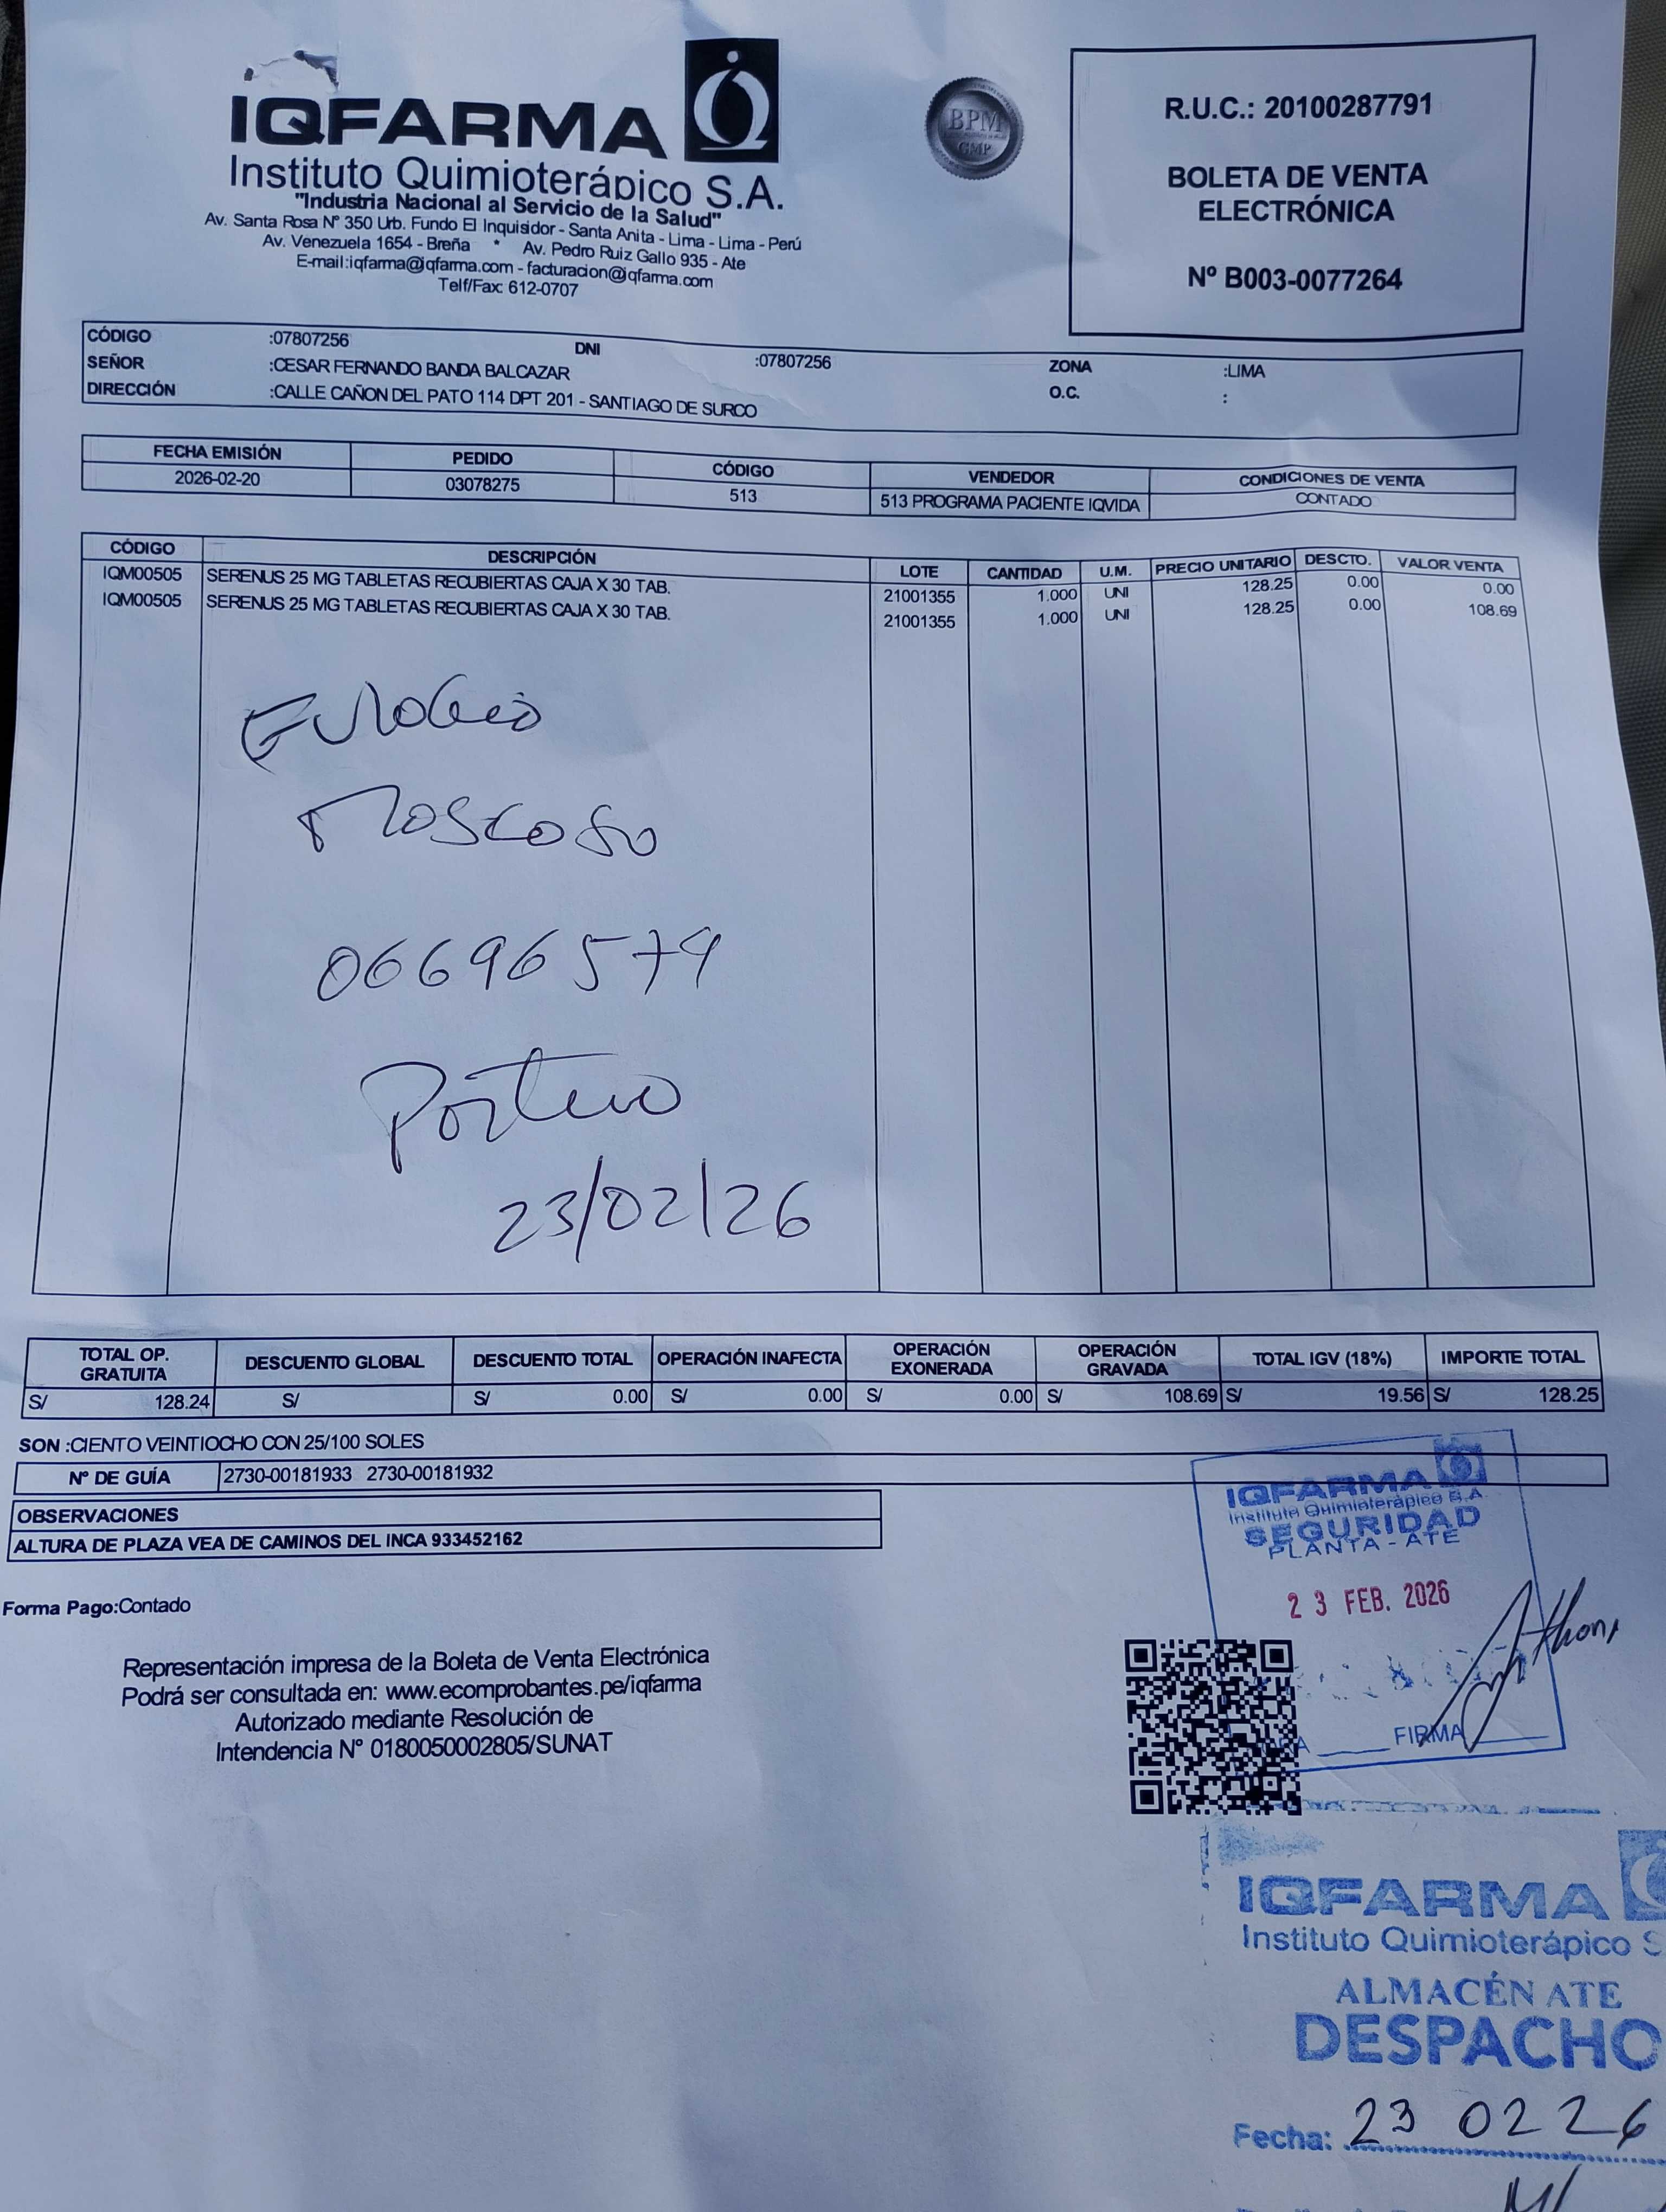 IQFARMA
Instituto Quimioterápico S.A.
"Industria Nacional al Servicio de la Salud"
Av. Santa Rosa Nº 350 Urb. Fundo El Inquisidor - Santa Anita - Lima - Lima - Perú
Av. Venezuela 1654 - Breña * Av. Pedro Ruiz Gallo 935 - Ate
E-mail:iqfarma@iqfarma.com - facturacion@iqfarma.com
Telf/Fax: 612-0707
BPM
GMP
R.U.C.: 20100287791
BOLETA DE VENTA
ELECTRÓNICA
Nº B003-0077264
CÓDIGO :07807256 DNI :07807256 ZONA :LIMA
SEÑOR :CESAR FERNANDO BANDA BALCAZAR O.C. :
DIRECCIÓN :CALLE CAÑON DEL PATO 114 DPT 201 - SANTIAGO DE SURCO
FECHA EMISIÓN PEDIDO CÓDIGO VENDEDOR CONDICIONES DE VENTA
2026-02-20 03078275 513 513 PROGRAMA PACIENTE IQVIDA CONTADO
CÓDIGO DESCRIPCIÓN LOTE CANTIDAD U.M. PRECIO UNITARIO DESCTO. VALOR VENTA
IQM00505 SERENUS 25 MG TABLETAS RECUBIERTAS CAJA X 30 TAB. 21001355 1.000 UNI 128.25 0.00 0.00
IQM00505 SERENUS 25 MG TABLETAS RECUBIERTAS CAJA X 30 TAB. 21001355 1.000 UNI 128.25 0.00 108.69
Eulogio
Moscoso
06696579
Portero
23/02/26
TOTAL OP. GRATUITA DESCUENTO GLOBAL DESCUENTO TOTAL OPERACIÓN INAFECTA OPERACIÓN EXONERADA OPERACIÓN GRAVADA TOTAL IGV (18%) IMPORTE TOTAL
S/ 128.24 S/ S/ 0.00 S/ 0.00 S/ 0.00 S/ 108.69 S/ 19.56 S/ 128.25
SON :CIENTO VEINTIOCHO CON 25/100 SOLES
Nº DE GUÍA 2730-00181933 2730-00181932
OBSERVACIONES
ALTURA DE PLAZA VEA DE CAMINOS DEL INCA 933452162
Forma Pago:Contado
Representación impresa de la Boleta de Venta Electrónica
Podrá ser consultada en: www.ecomprobantes.pe/iqfarma
Autorizado mediante Resolución de
Intendencia N° 0180050002805/SUNAT
IQFARMA
Instituto Quimioterápico S.A.
SEGURIDAD
PLANTA - ATE
23 FEB. 2026
Anthony
FIRMA
IQFARMA
Instituto Quimioterápico S
ALMACÉN ATE
DESPACHO
Fecha: 23 02 26